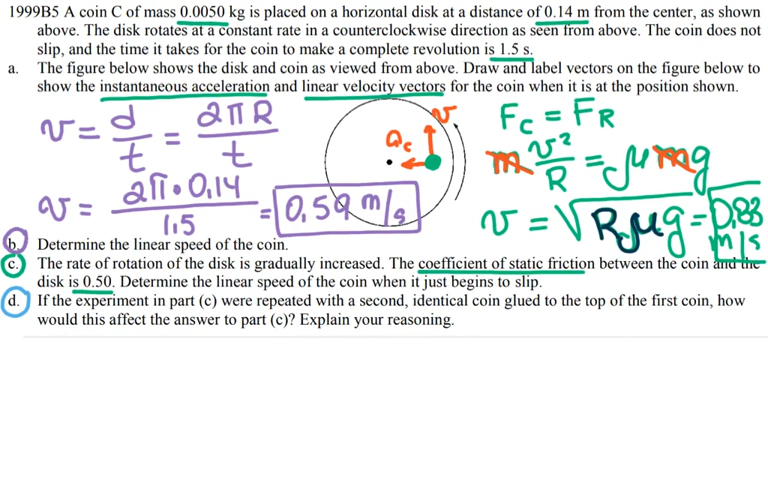 1999B5 A coin C of mass 0.0050 kg is placed on a horizontal disk at a distance of 0.14 m from the center, as shown
above. The disk rotates at a constant rate in a counterclockwise direction as seen from above. The coin does not
slip, and the time it takes for the coin to make a complete revolution is 1.5 s.
a. The figure below shows the disk and coin as viewed from above. Draw and label vectors on the figure below to
show the instantaneous acceleration and linear velocity vectors for the coin when it is at the position shown.
v = d/t = 2πR/t
v = 2π•0,14/1.5 = 0,59 m/s
ac
v
Fc = FR
m v²/R = μmg
v = √Rμg = 0,83 m/s
b. Determine the linear speed of the coin.
c. The rate of rotation of the disk is gradually increased. The coefficient of static friction between the coin and the
disk is 0.50. Determine the linear speed of the coin when it just begins to slip.
d. If the experiment in part (c) were repeated with a second, identical coin glued to the top of the first coin, how
would this affect the answer to part (c)? Explain your reasoning.